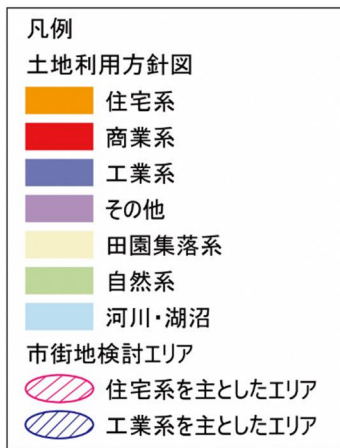 凡例
土地利用方針図
住宅系
商業系
工業系
その他
田園集落系
自然系
河川・湖沼
市街地検討エリア
住宅系を主としたエリア
工業系を主としたエリア